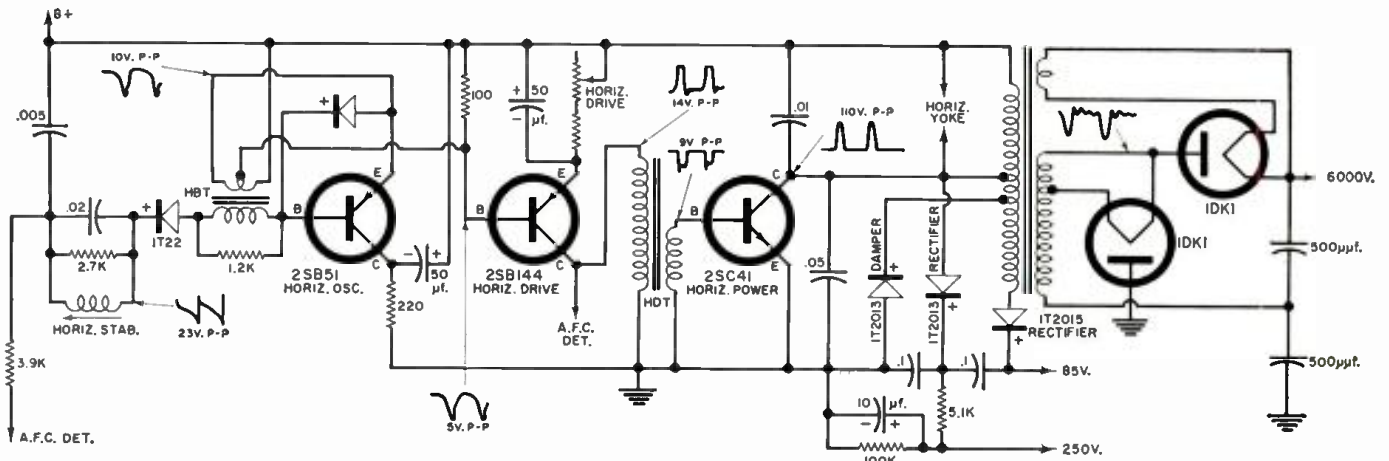 B+
10V. P-P
.005
HBT
.02
+
1T22
B
E
C
2.7K
1.2K
2SB51
HORIZ. OSC.
-
+
50
µf.
220
HORIZ. STAB.
23V. P-P
3.9K
A.F.C. DET.
+
100
+
50
-
µf.
HORIZ.
DRIVE
E
B
C
2SB144
HORIZ. DRIVE
A.F.C.
DET.
5V. P-P
14V. P-P
9V P-P
HDT
.01
110V. P-P
C
B
E
2SC41
HORIZ. POWER
.05
HORIZ.
YOKE
DAMPER
+
1T2013
RECTIFIER
1T2013
+
1T2015
RECTIFIER
+
.1
.1
85V.
10
µf.
-
+
5.1K
100K
250V.
1DK1
1DK1
6000V.
500µµf.
500µµf.